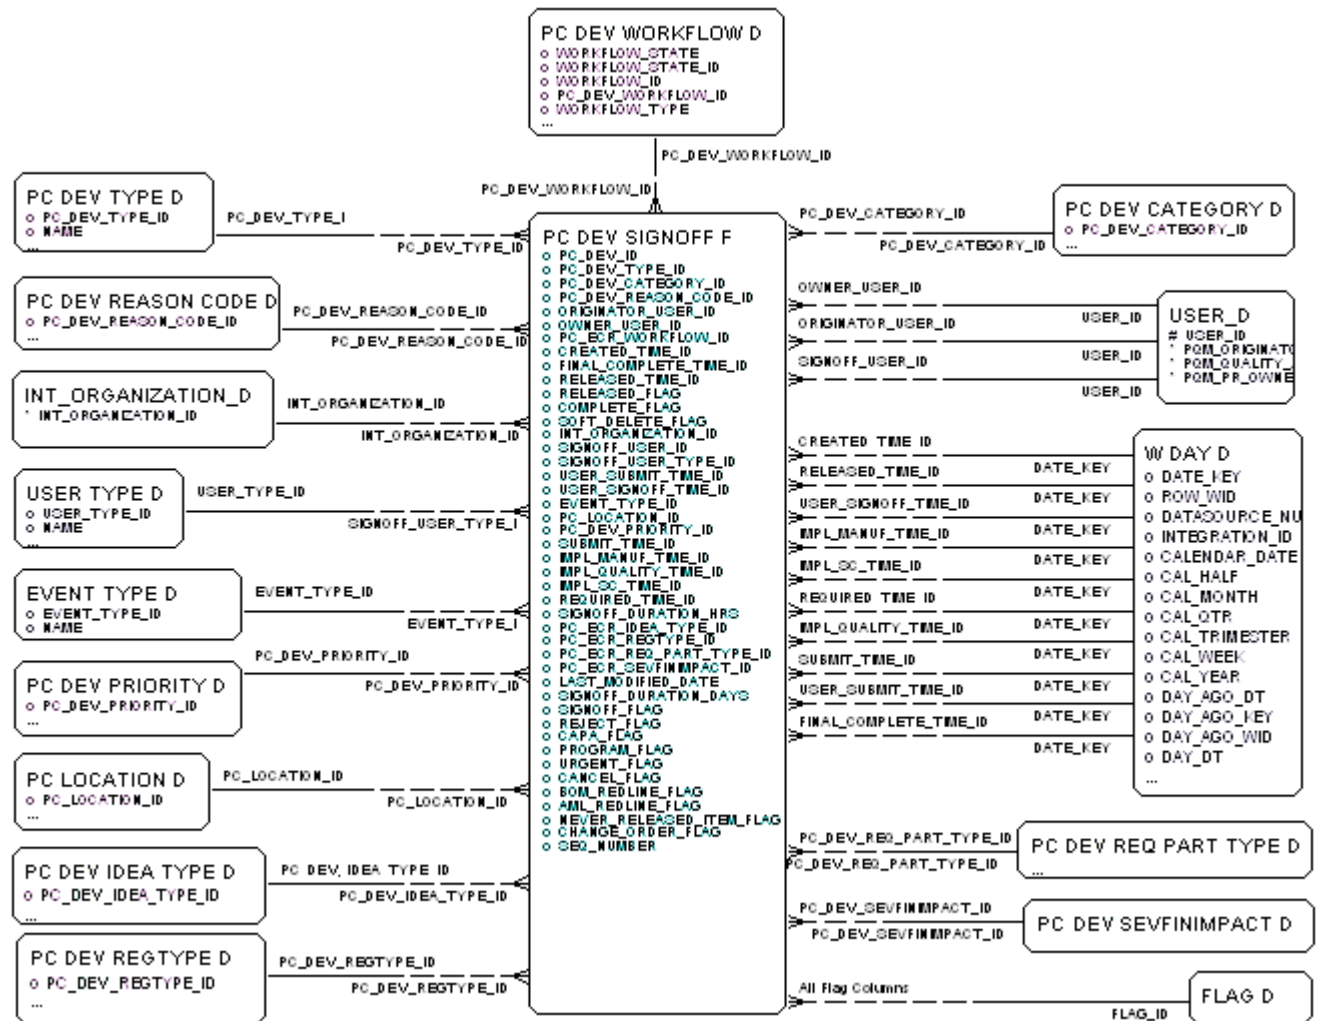 PC DEV WORKFLOW D
o WORKFLOW_STATE
o WORKFLOW_STATE_ID
o WORKFLOW_ID
o PC_DEV_WORKFLOW_ID
o WORKFLOW_TYPE
...
PC_DEV_WORKFLOW_ID
PC_DEV_WORKFLOW_ID
PC DEV TYPE D
o PC_DEV_TYPE_ID
o NAME
...
PC_DEV_TYPE_I
PC_DEV_TYPE_ID
PC DEV REASON CODE D
o PC_DEV_REASON_CODE_ID
...
PC_DEV_REASON_CODE_ID
PC_DEV_REASON_CODE_ID
INT_ORGANIZATION_D
* INT_ORGANIZATION_ID
INT_ORGANIZATION_ID
INT_ORGANIZATION_ID
USER TYPE D
o USER_TYPE_ID
o NAME
...
USER_TYPE_ID
SIGNOFF_USER_TYPE_I
EVENT TYPE D
o EVENT_TYPE_ID
o NAME
EVENT_TYPE_ID
EVENT_TYPE_I
PC DEV PRIORITY D
o PC_DEV_PRIORITY_ID
...
PC_DEV_PRIORITY_ID
PC_DEV_PRIORITY_ID
PC LOCATION D
o PC_LOCATION_ID
...
PC_LOCATION_ID
PC_LOCATION_ID
PC DEV IDEA TYPE D
o PC_DEV_IDEA_TYPE_ID
...
PC_DEV_IDEA_TYPE_ID
PC_DEV_IDEA_TYPE_ID
PC DEV REGTYPE D
o PC_DEV_REGTYPE_ID
...
PC_DEV_REGTYPE_ID
PC_DEV_REGTYPE_ID
PC DEV SIGNOFF F
o PC_DEV_ID
o PC_DEV_TYPE_ID
o PC_DEV_CATEGORY_ID
o PC_DEV_REASON_CODE_ID
o ORIGINATOR_USER_ID
o OWNER_USER_ID
o PC_ECR_WORKFLOW_ID
o CREATED_TIME_ID
o FINAL_COMPLETE_TIME_ID
o RELEASED_TIME_ID
o RELEASED_FLAG
o COMPLETE_FLAG
o SOFT_DELETE_FLAG
o INT_ORGANIZATION_ID
o SIGNOFF_USER_ID
o SIGNOFF_USER_TYPE_ID
o USER_SUBMIT_TIME_ID
o USER_SIGNOFF_TIME_ID
o EVENT_TYPE_ID
o PC_LOCATION_ID
o PC_DEV_PRIORITY_ID
o SUBMIT_TIME_ID
o IMPL_MANUF_TIME_ID
o IMPL_QUALITY_TIME_ID
o IMPL_SC_TIME_ID
o REQUIRED_TIME_ID
o SIGNOFF_DURATION_HRS
o PC_ECR_IDEA_TYPE_ID
o PC_ECR_REGTYPE_ID
o PC_ECR_REQ_PART_TYPE_ID
o PC_ECR_SEVFINIMPACT_ID
o LAST_MODIFIED_DATE
o SIGNOFF_DURATION_DAYS
o SIGNOFF_FLAG
o REJECT_FLAG
o CAPA_FLAG
o PROGRAM_FLAG
o URGENT_FLAG
o CANCEL_FLAG
o BOM_REDLINE_FLAG
o AML_REDLINE_FLAG
o NEVER_RELEASED_ITEM_FLAG
o CHANGE_ORDER_FLAG
o SEQ_NUMBER
PC_DEV_CATEGORY_ID
PC_DEV_CATEGORY_ID
PC DEV CATEGORY D
o PC_DEV_CATEGORY_ID
...
OWNER_USER_ID
USER_ID
ORIGINATOR_USER_ID
USER_ID
SIGNOFF_USER_ID
USER_ID
USER_D
# USER_ID
* PQM_ORIGINATO
* PQM_QUALITY_
* PQM_PR_OWNE
CREATED_TIME_ID
DATE_KEY
RELEASED_TIME_ID
DATE_KEY
USER_SIGNOFF_TIME_ID
DATE_KEY
IMPL_MANUF_TIME_ID
DATE_KEY
IMPL_SC_TIME_ID
DATE_KEY
REQUIRED_TIME_ID
DATE_KEY
IMPL_QUALITY_TIME_ID
DATE_KEY
SUBMIT_TIME_ID
DATE_KEY
USER_SUBMIT_TIME_ID
DATE_KEY
FINAL_COMPLETE_TIME_ID
DATE_KEY
W DAY D
o DATE_KEY
o ROW_WID
o DATASOURCE_NU
o INTEGRATION_ID
o CALENDAR_DATE
o CAL_HALF
o CAL_MONTH
o CAL_QTR
o CAL_TRIMESTER
o CAL_WEEK
o CAL_YEAR
o DAY_AGO_DT
o DAY_AGO_KEY
o DAY_AGO_WID
o DAY_DT
...
PC_DEV_REQ_PART_TYPE_ID
PC_DEV_REQ_PART_TYPE_ID
PC DEV REQ PART TYPE D
...
PC_DEV_SEVFINIMPACT_ID
PC_DEV_SEVFINIMPACT_ID
PC DEV SEVFINIMPACT D
All Flag Columns
FLAG_ID
FLAG D